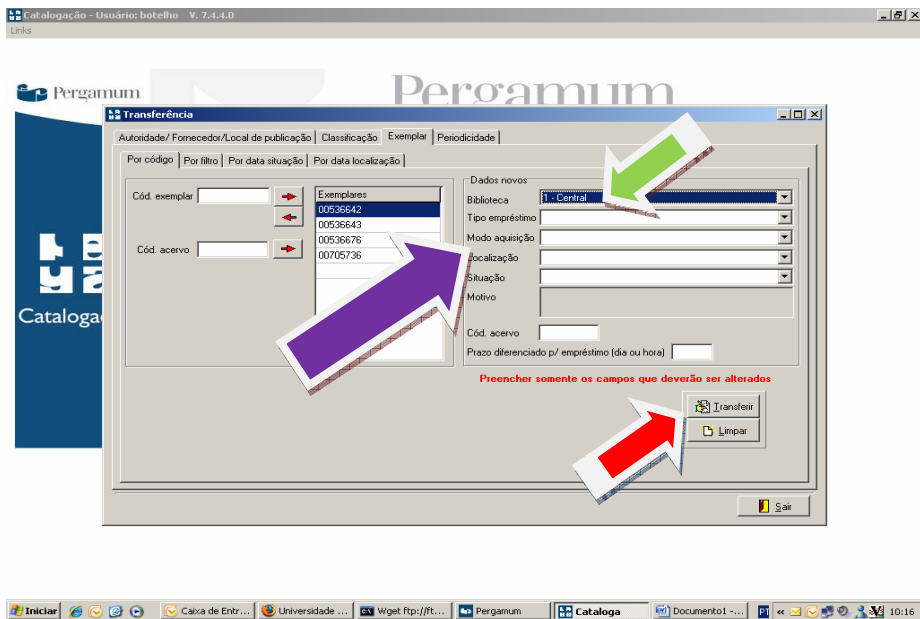 Catalogação - Usuário: botelho V. 7.4.4.0
Links
Pergamum
Pergamum
Transferência
Autoridade/ Fornecedor/Local de publicação Classificação Exemplar Periodicidade
Por código Por filtro Por data situação Por data localização
Cód. exemplar
Cód. acervo
Exemplares
00536642
00536643
00536676
00705736
Dados novos
Biblioteca 1 - Central
Tipo empréstimo
Modo aquisição
Localização
Situação
Motivo
Cód. acervo
Prazo diferenciado p/ empréstimo (dia ou hora)
Preencher somente os campos que deverão ser alterados
Transferir
Limpar
Sair
Iniciar Caixa de Entr... Universidade ... Wget ftp://ft... Pergamum Cataloga Documento1 -... PT « 10:16